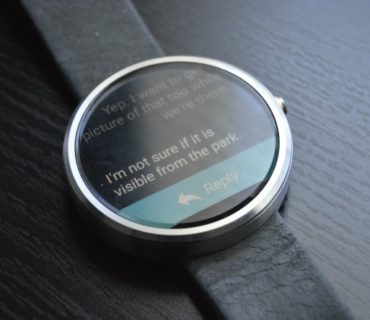 Yep. I want to get
picture of that too while
we're there
. I'm not sure if it is
visible from the park.
Reply